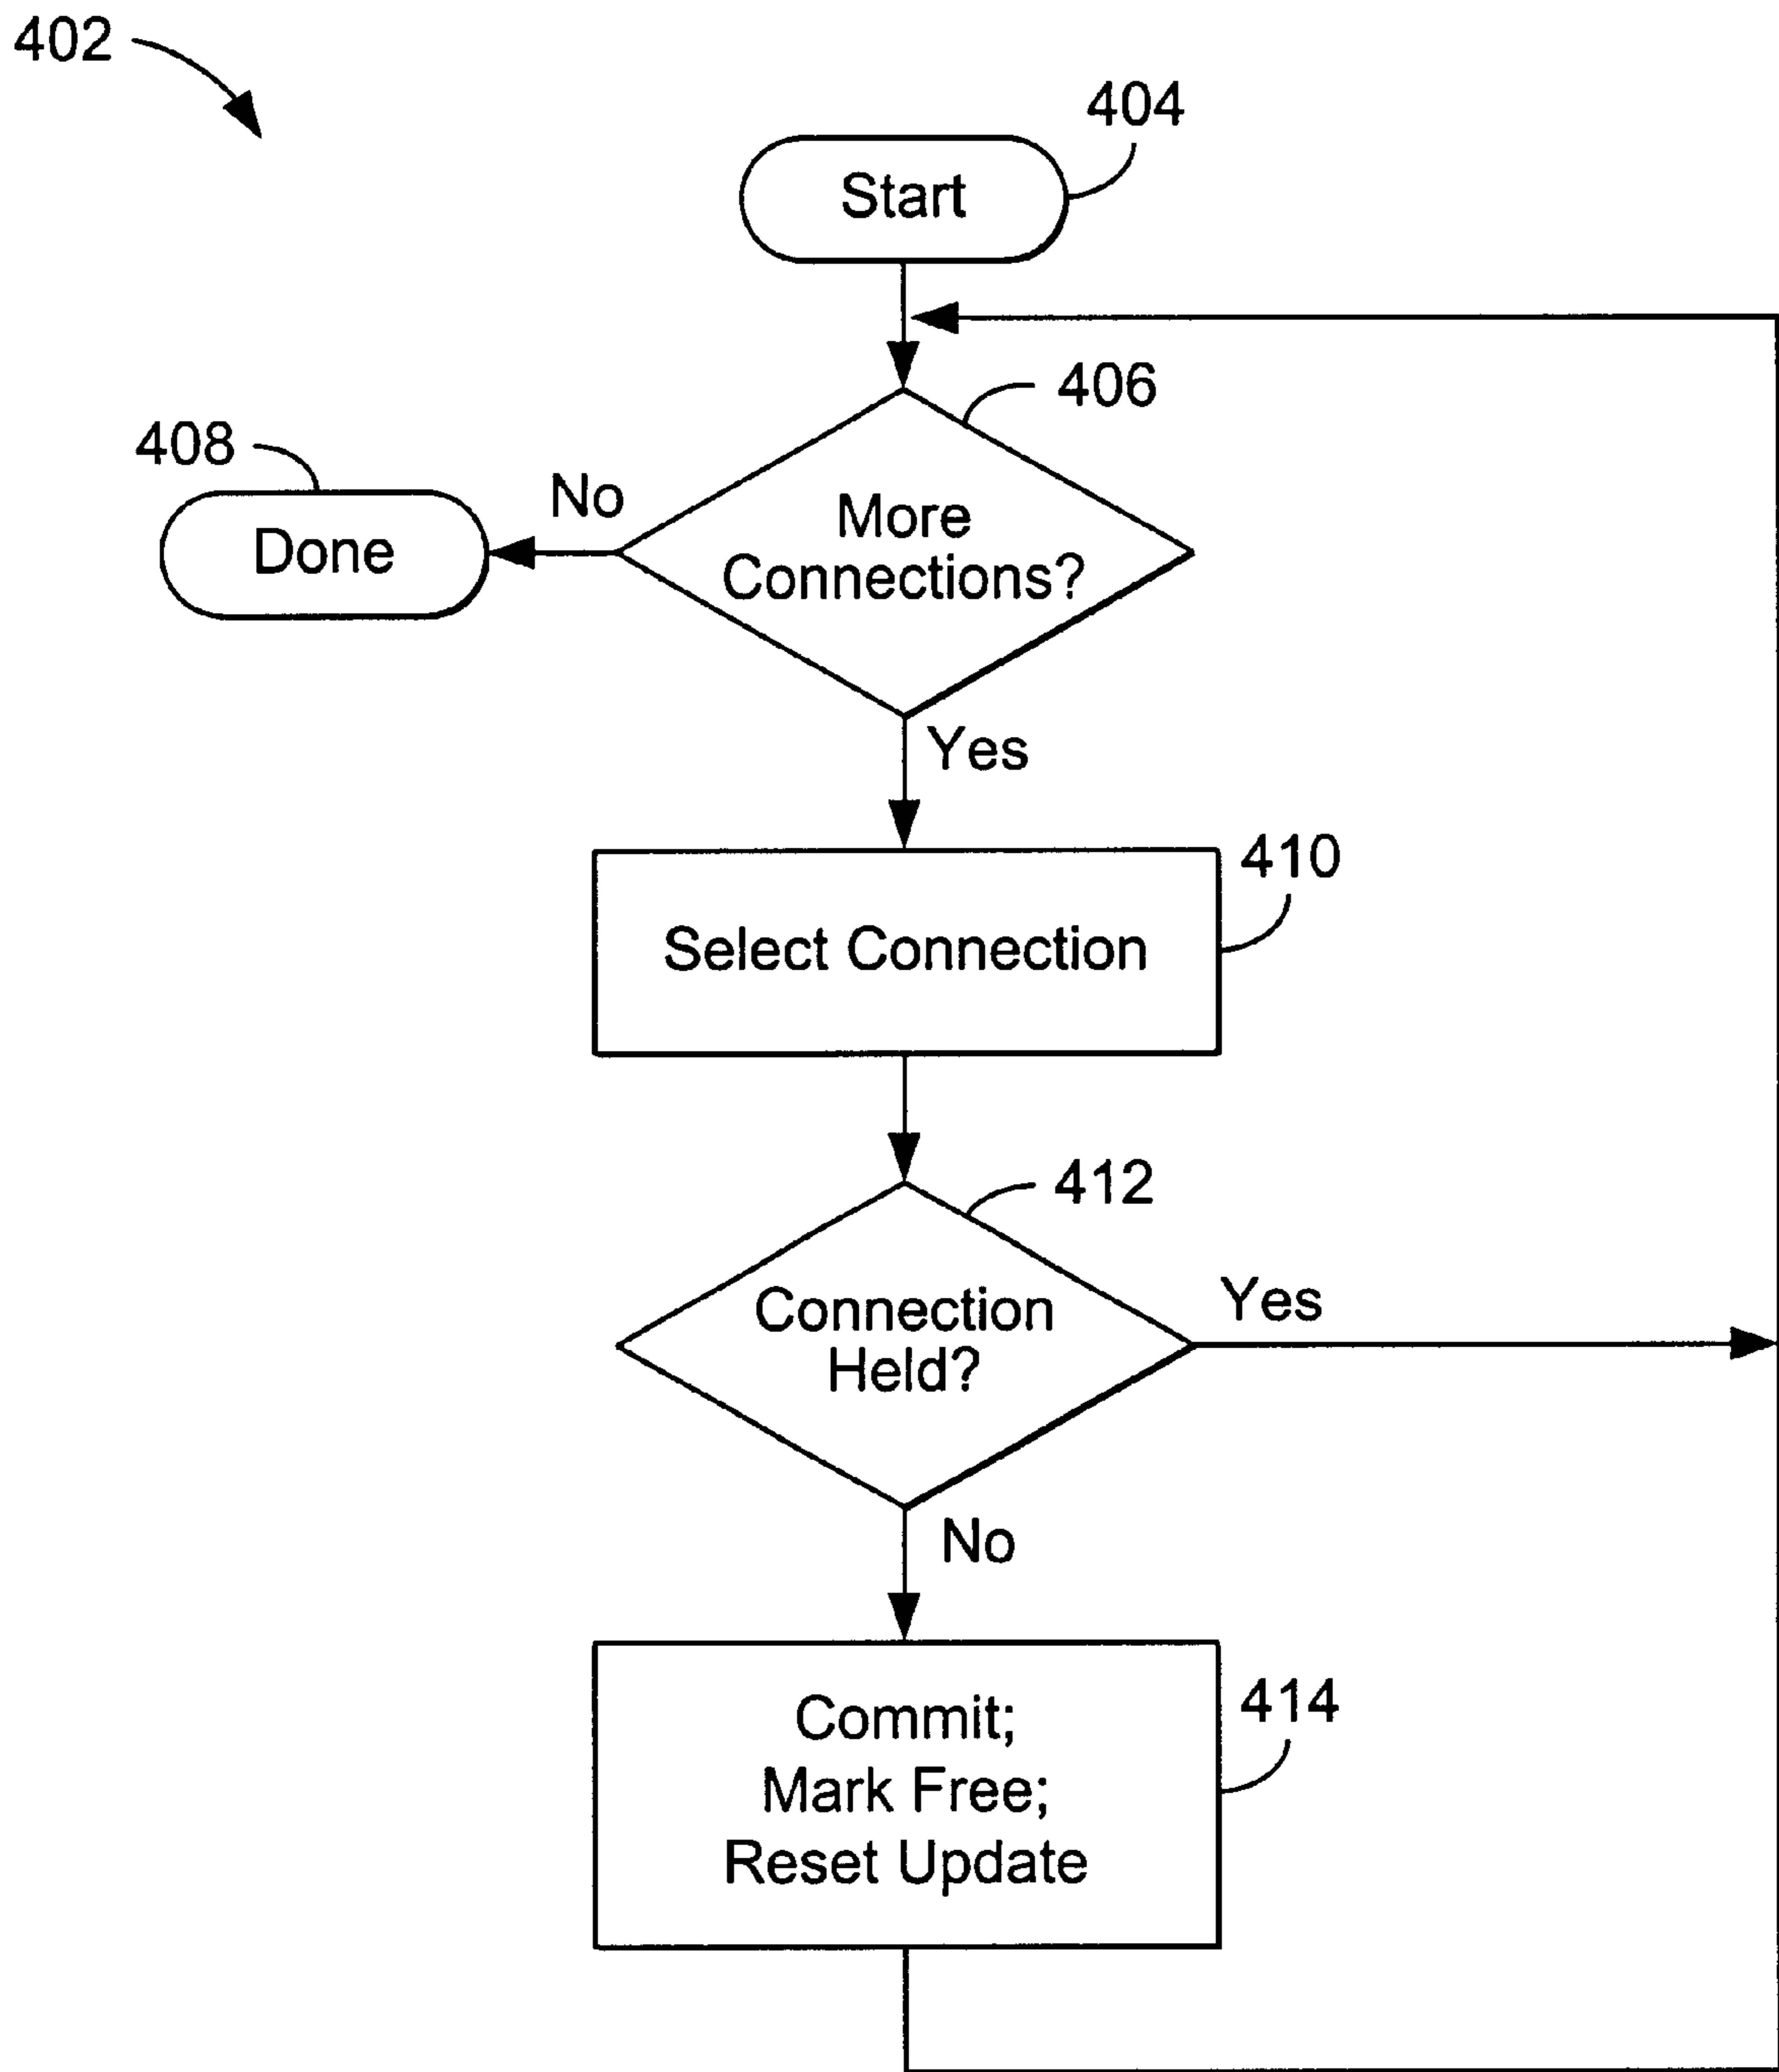 402
404
Start
406
408
No
Done
More
Connections?
Yes
410
Select Connection
412
Connection
Held?
Yes
No
414
Commit;
Mark Free;
Reset Update